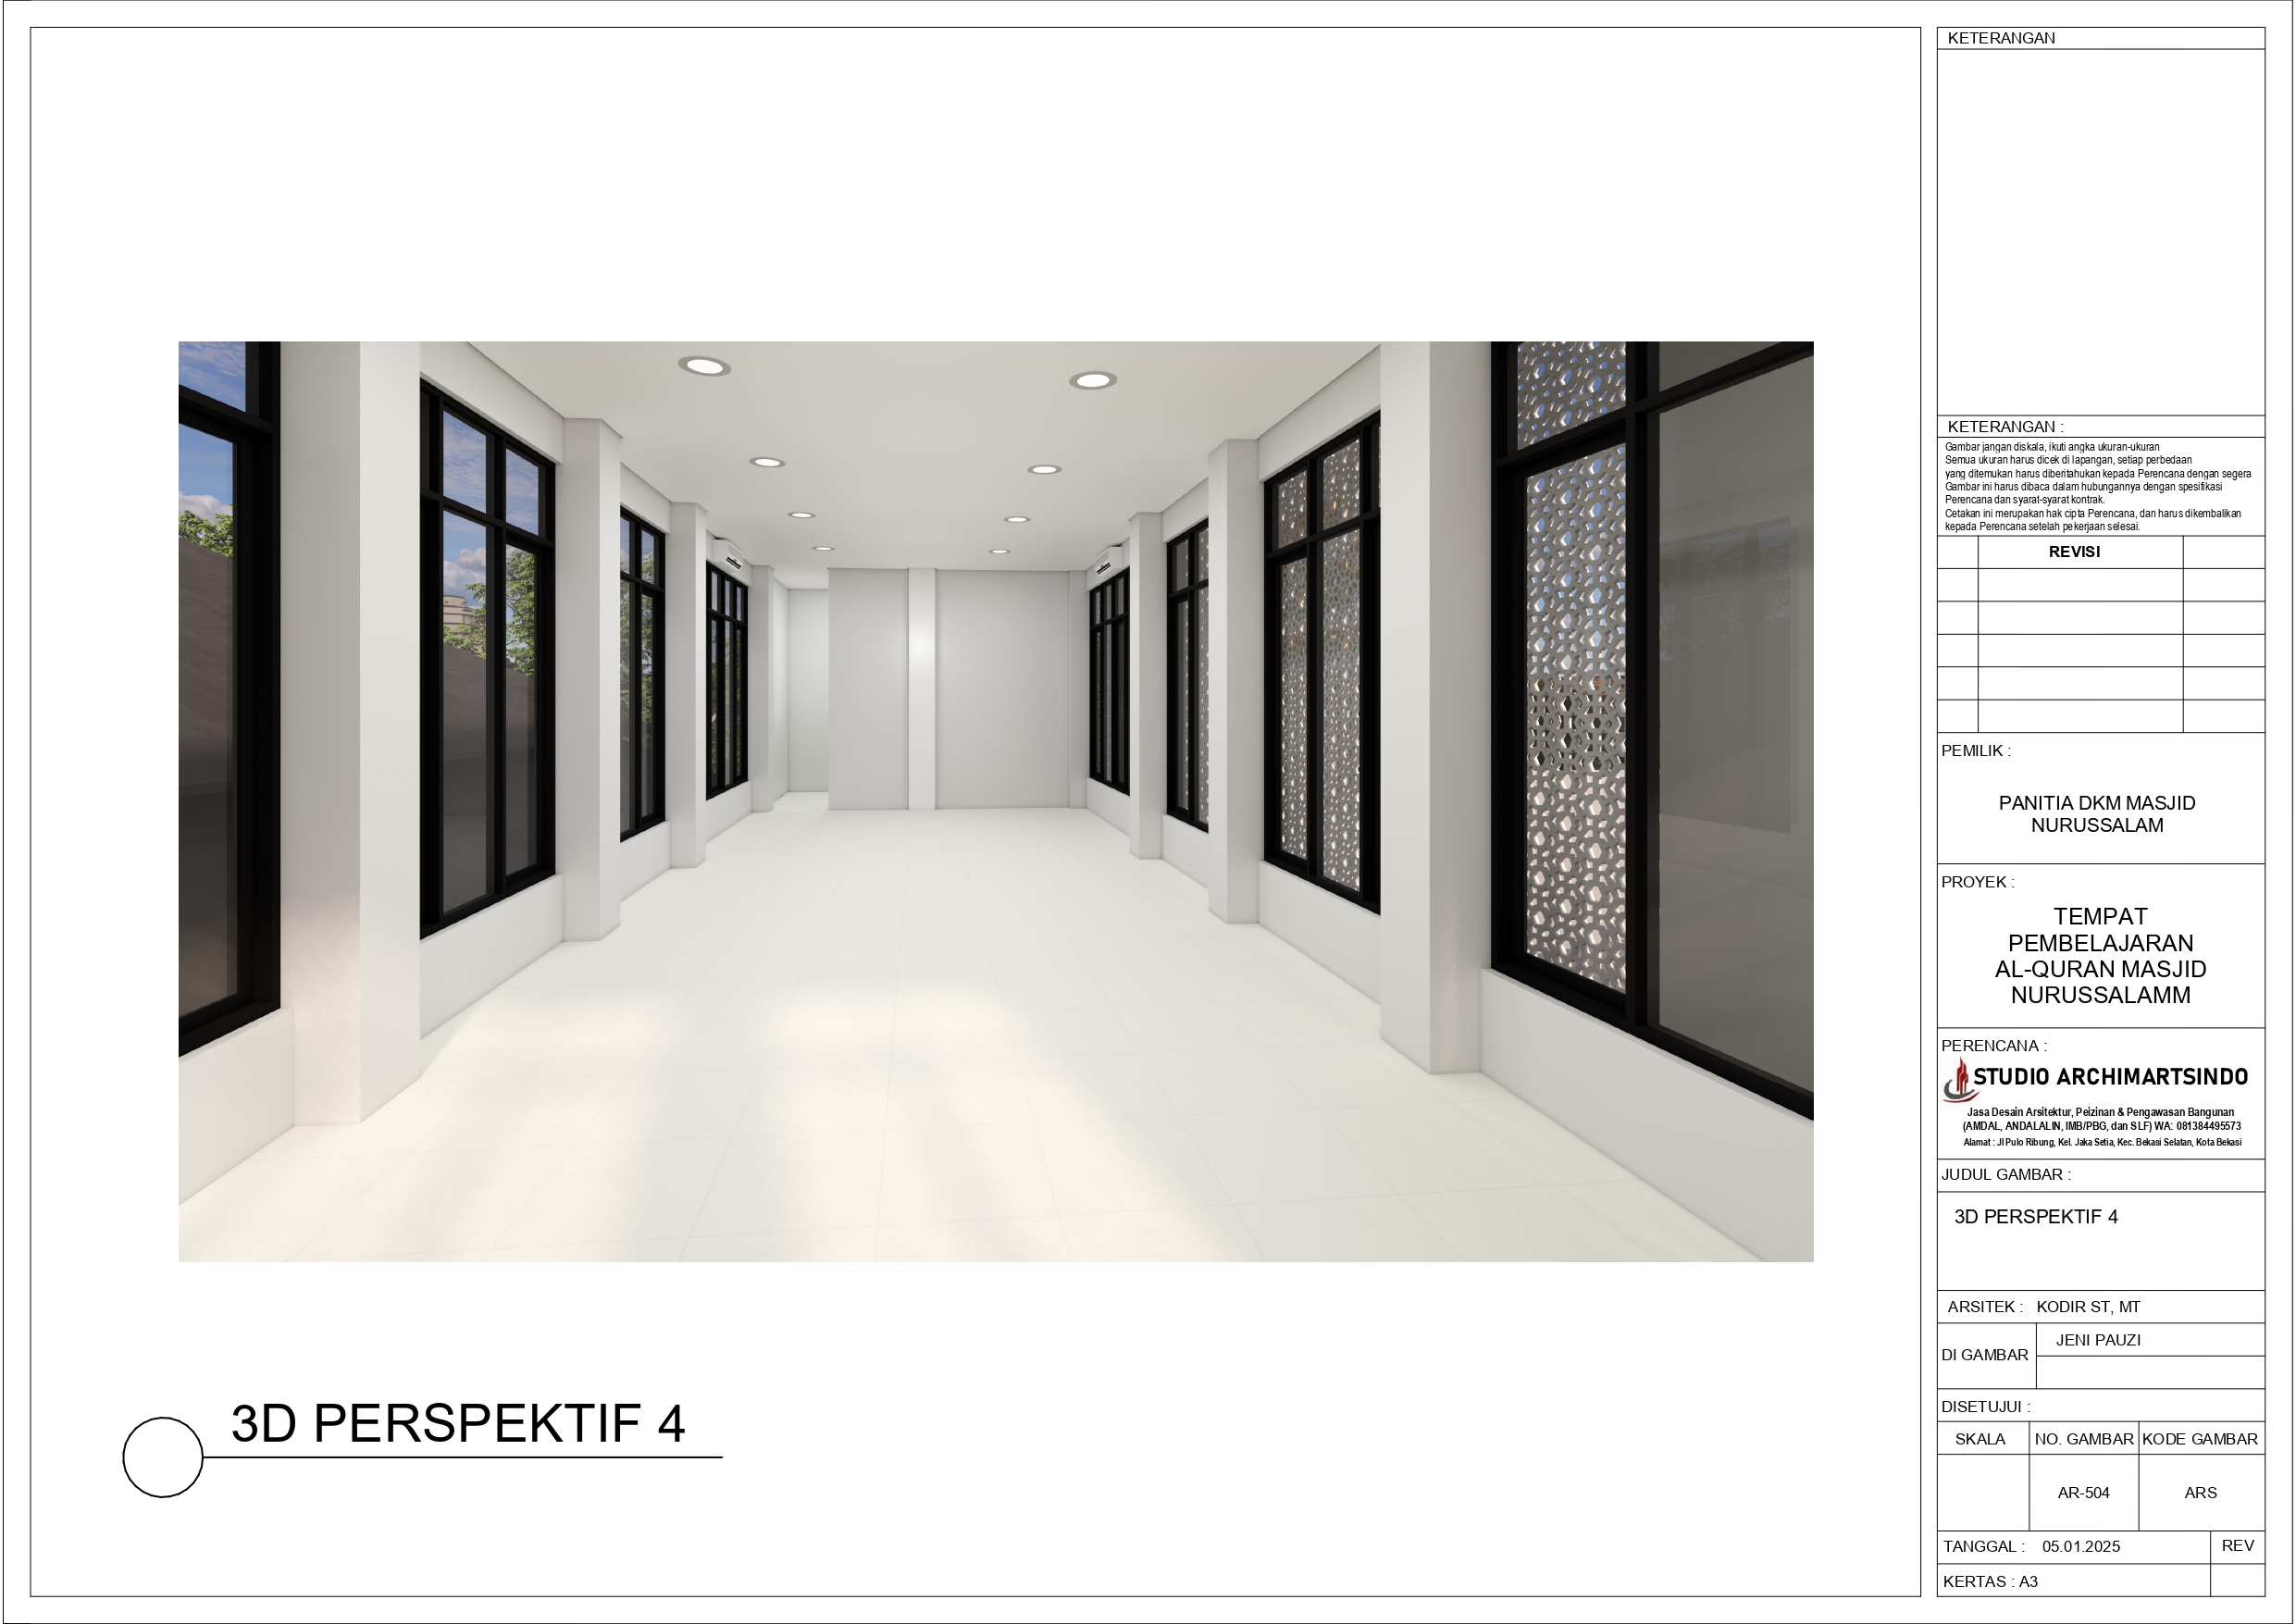 3D PERSPEKTIF 4
KETERANGAN
KETERANGAN :
Gambar jangan diskala, ikuti angka ukuran-ukuran
Semua ukuran harus dicek di lapangan, setiap perbedaan
yang ditemukan harus diberitahukan kepada Perencana dengan segera
Gambar ini harus dibaca dalam hubungannya dengan spesifikasi
Perencana dan syarat-syarat kontrak.
Cetakan ini merupakan hak cipta Perencana, dan harus dikembalikan
kepada Perencana setelah pekerjaan selesai.
REVISI
PEMILIK :
PANITIA DKM MASJID
NURUSSALAM
PROYEK :
TEMPAT
PEMBELAJARAN
AL-QURAN MASJID
NURUSSALAMM
PERENCANA :
STUDIO ARCHIMARTSINDO
Jasa Desain Arsitektur, Peizinan & Pengawasan Bangunan
(AMDAL, ANDALALIN, IMB/PBG, dan SLF) WA: 081384495573
Alamat : Jl Pulo Ribung, Kel. Jaka Setia, Kec. Bekasi Selatan, Kota Bekasi
JUDUL GAMBAR :
3D PERSPEKTIF 4
ARSITEK : KODIR ST, MT
DI GAMBAR JENI PAUZI
DISETUJUI :
SKALA NO. GAMBAR KODE GAMBAR
AR-504 ARS
TANGGAL : 05.01.2025 REV
KERTAS : A3